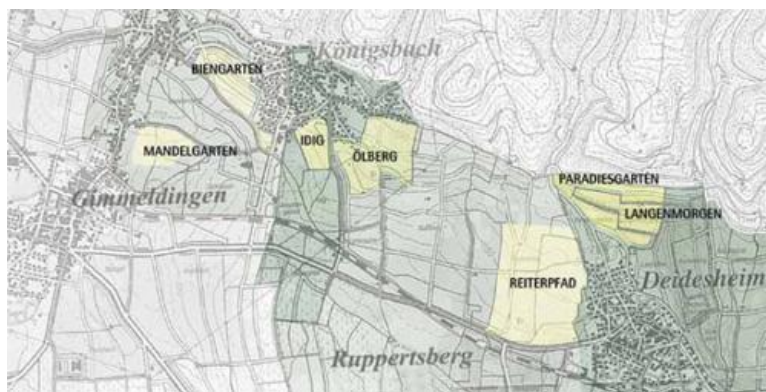 Königsbach
BIENGARTEN
MANDELGARTEN
IDIG
ÖLBERG
Gimmeldingen
PARADIESGARTEN
LANGENMORGEN
REITERPFAD
Deidesheim
Ruppertsberg